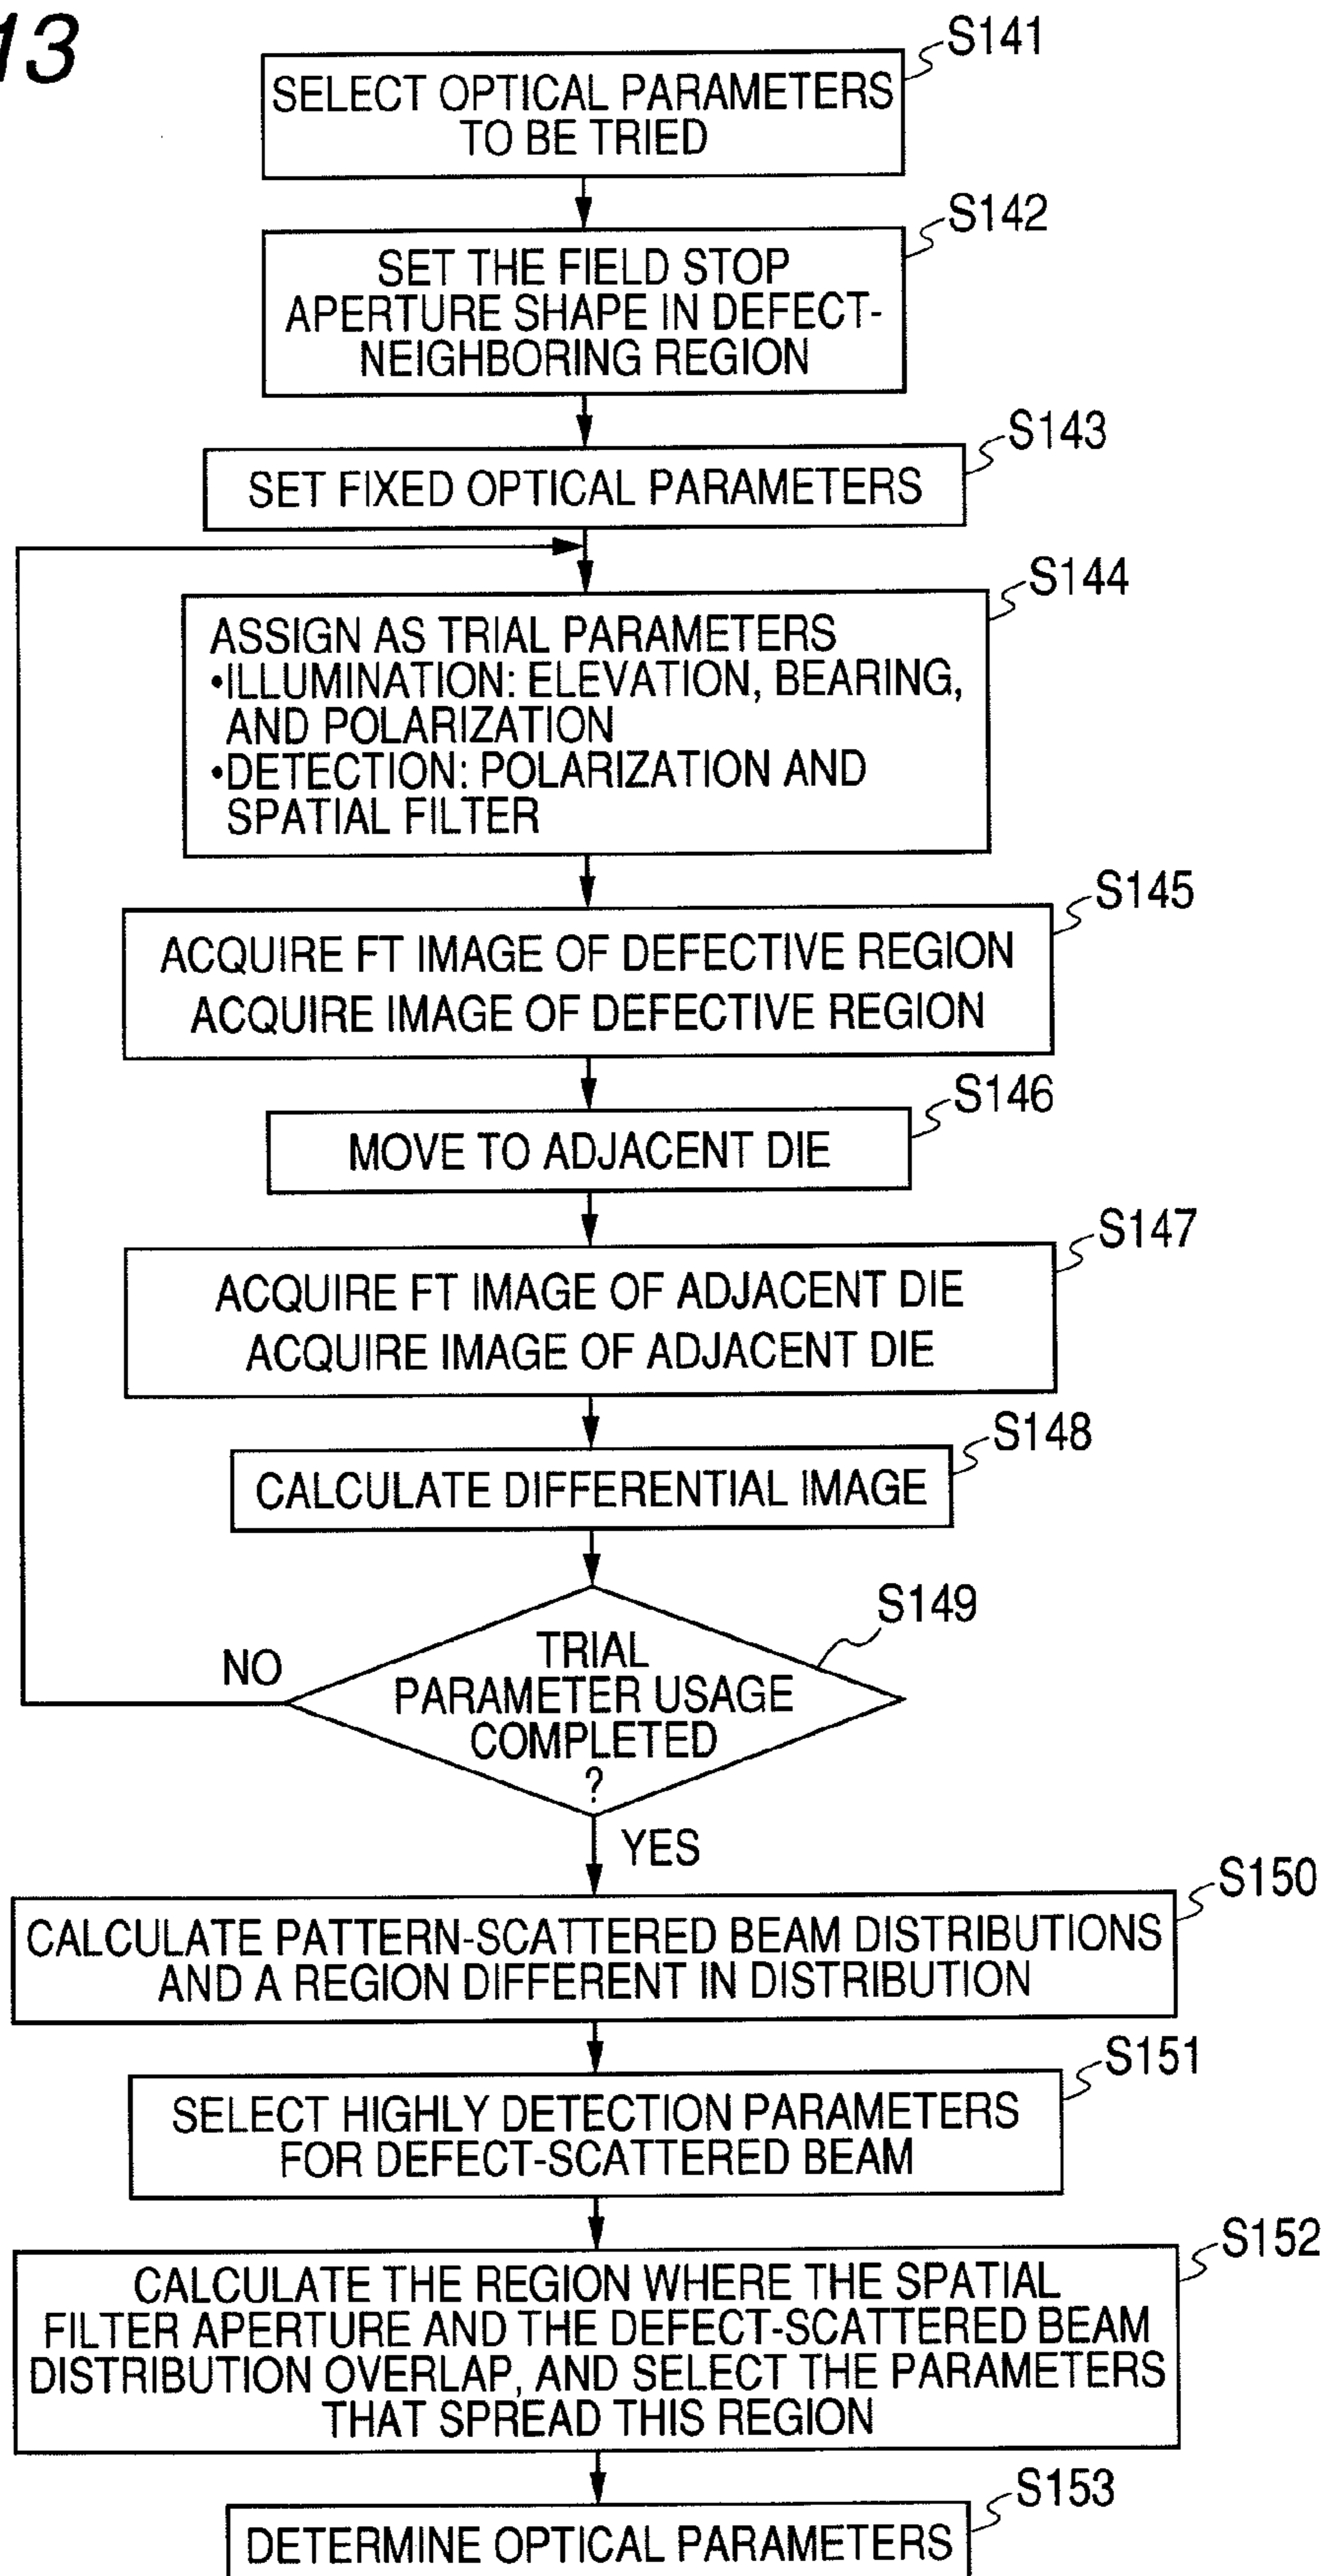 13
S141
SELECT OPTICAL PARAMETERS
TO BE TRIED
S142
SET THE FIELD STOP
APERTURE SHAPE IN DEFECT-
NEIGHBORING REGION
S143
SET FIXED OPTICAL PARAMETERS
S144
ASSIGN AS TRIAL PARAMETERS
•ILLUMINATION: ELEVATION, BEARING,
AND POLARIZATION
•DETECTION: POLARIZATION AND
SPATIAL FILTER
S145
ACQUIRE FT IMAGE OF DEFECTIVE REGION
ACQUIRE IMAGE OF DEFECTIVE REGION
S146
MOVE TO ADJACENT DIE
S147
ACQUIRE FT IMAGE OF ADJACENT DIE
ACQUIRE IMAGE OF ADJACENT DIE
S148
CALCULATE DIFFERENTIAL IMAGE
S149
TRIAL
PARAMETER USAGE
COMPLETED
?
NO
YES
S150
CALCULATE PATTERN-SCATTERED BEAM DISTRIBUTIONS
AND A REGION DIFFERENT IN DISTRIBUTION
S151
SELECT HIGHLY DETECTION PARAMETERS
FOR DEFECT-SCATTERED BEAM
S152
CALCULATE THE REGION WHERE THE SPATIAL
FILTER APERTURE AND THE DEFECT-SCATTERED BEAM
DISTRIBUTION OVERLAP, AND SELECT THE PARAMETERS
THAT SPREAD THIS REGION
S153
DETERMINE OPTICAL PARAMETERS